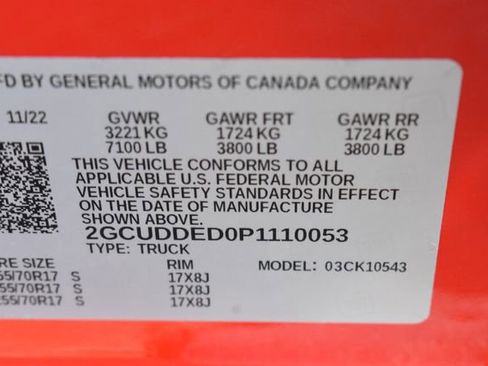 FD BY GENERAL MOTORS OF CANADA COMPANY
11/22 GVWR GAWR FRT GAWR RR
3221 KG 1724 KG 1724 KG
7100 LB 3800 LB 3800 LB
THIS VEHICLE CONFORMS TO ALL
APPLICABLE U.S. FEDERAL MOTOR
VEHICLE SAFETY STANDARDS IN EFFECT
ON THE DATE OF MANUFACTURE
SHOWN ABOVE.
2GCUDDED0P1110053
TYPE: TRUCK
RE SIZE RIM MODEL: 03CK10543
55/70R17 S 17X8J
55/70R17 S 17X8J
255/70R17 S 17X8J